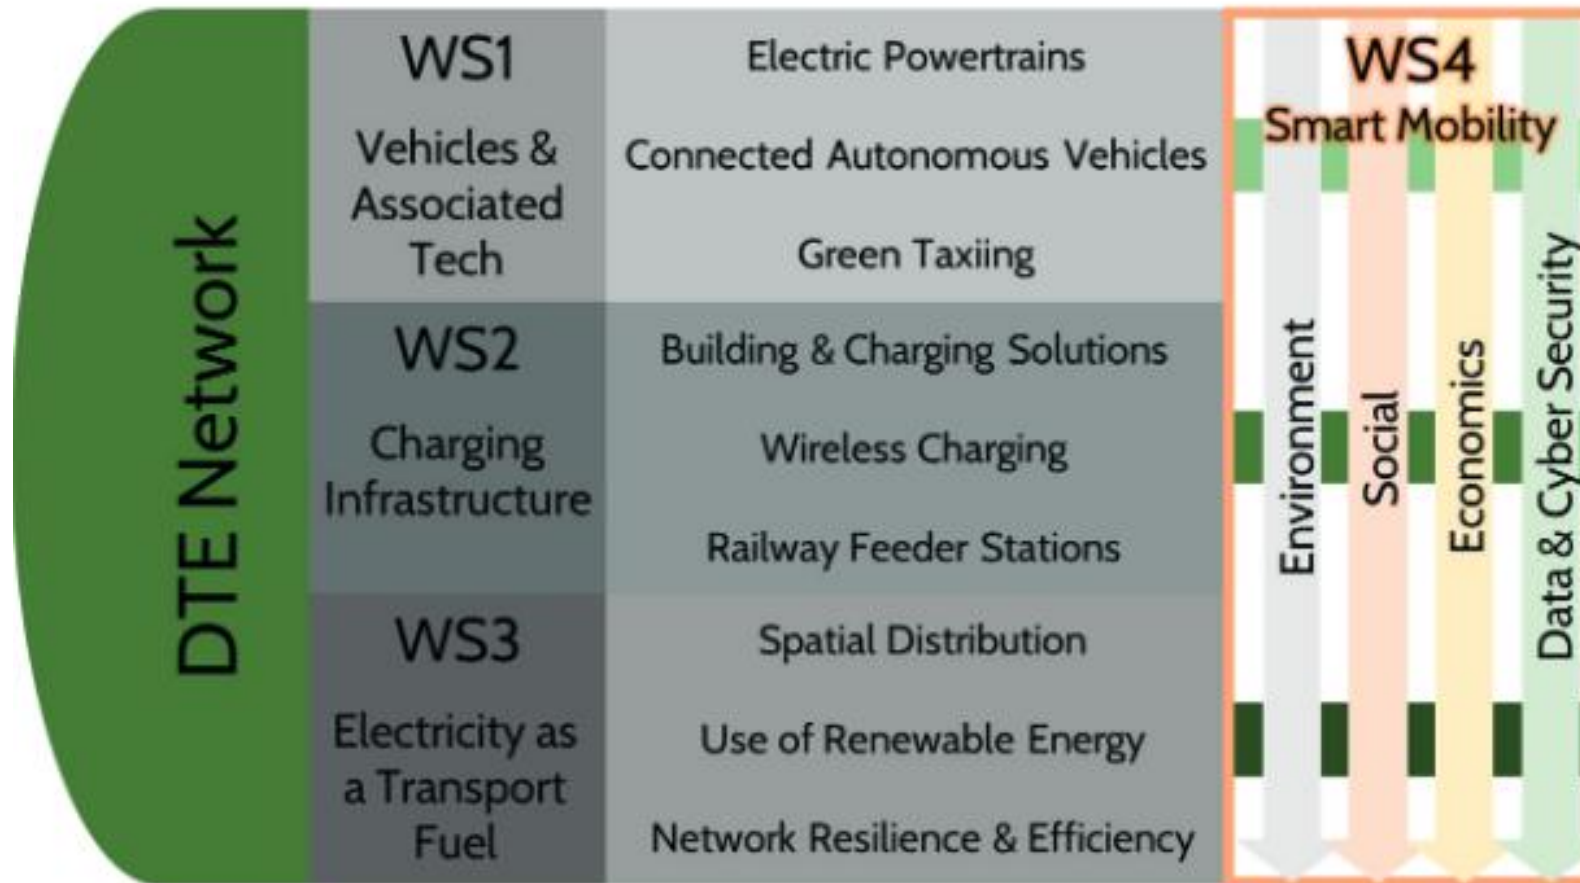 DTE Network
WS1
Vehicles &
Associated
Tech
Electric Powertrains
Connected Autonomous Vehicles
Green Taxiing
WS2
Charging
Infrastructure
Building & Charging Solutions
Wireless Charging
Railway Feeder Stations
WS3
Electricity as
a Transport
Fuel
Spatial Distribution
Use of Renewable Energy
Network Resilience & Efficiency
WS4
Smart Mobility
Environment
Social
Economics
Data & Cyber Security